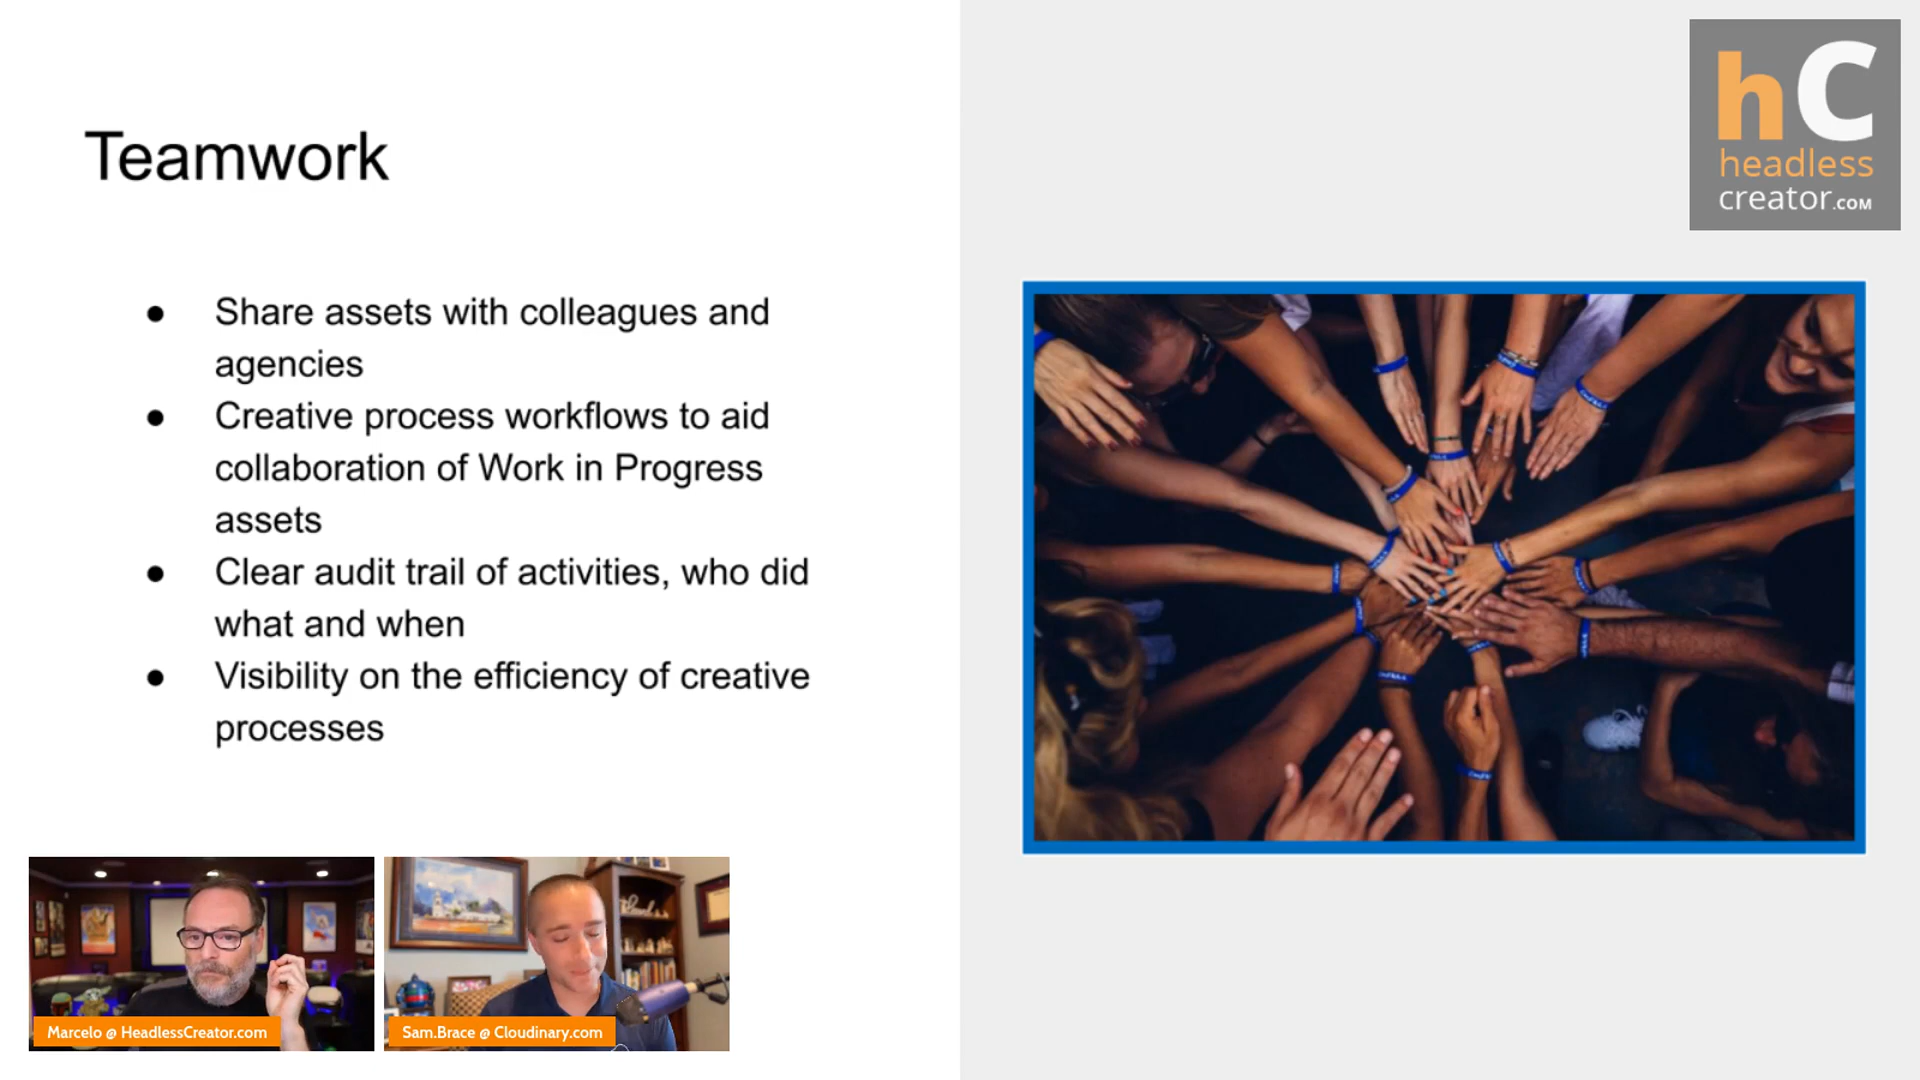 hC
headless
creator.COM
Teamwork
● Share assets with colleagues and
agencies
● Creative process workflows to aid
collaboration of Work in Progress
assets
● Clear audit trail of activities, who did
what and when
● Visibility on the efficiency of creative
processes
Marcelo @ HeadlessCreator.com
Sam.Brace @ Cloudinary.com